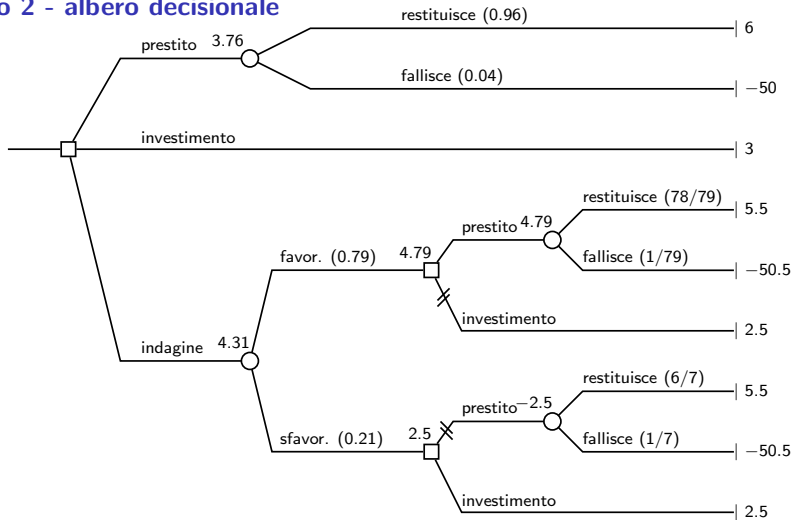 o 2 - albero decisionale
restituisce (0.96)
6
prestito 3.76
fallisce (0.04)
−50
investimento
3
restituisce (78/79)
5.5
prestito 4.79
favor. (0.79) 4.79
fallisce (1/79)
−50.5
investimento
2.5
indagine 4.31
restituisce (6/7)
5.5
prestito −2.5
sfavor. (0.21) 2.5
fallisce (1/7)
−50.5
investimento
2.5